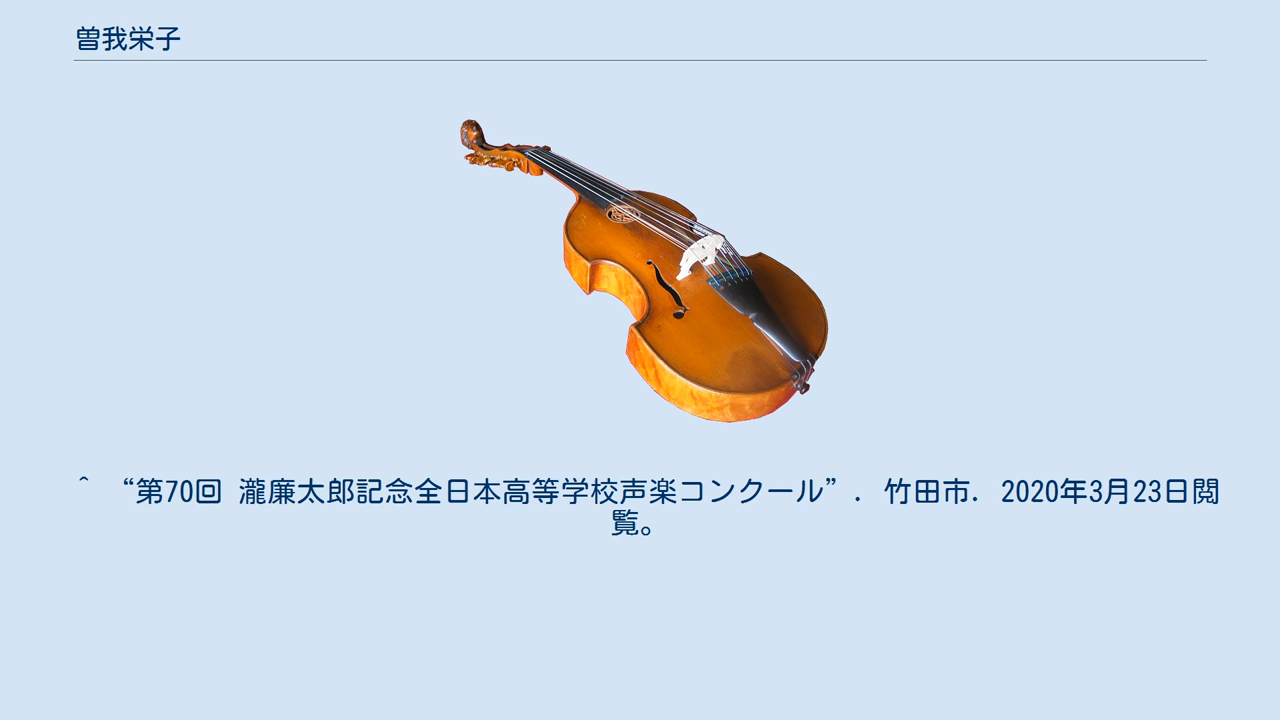 曽我栄子
^ “第70回 瀧廉太郎記念全日本高等学校声楽コンクール”. 竹田市. 2020年3月23日閲
覧。